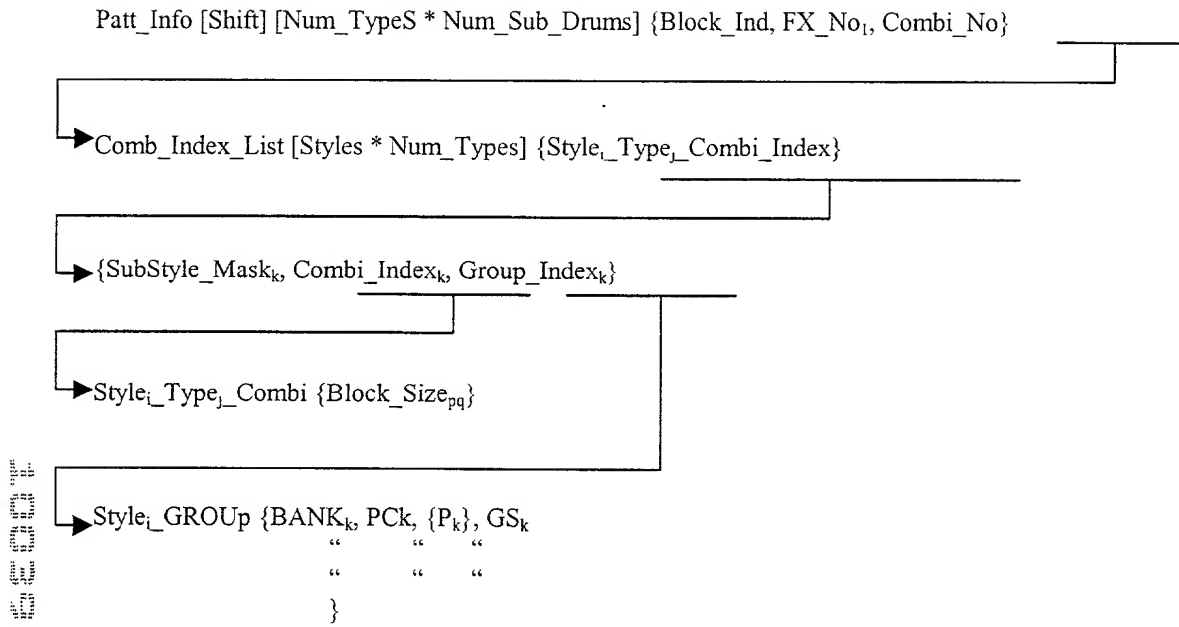 Patt_Info [Shift] [Num_TypeS * Num_Sub_Drums] {Block_Ind, FX_No₁, Combi_No}
Comb_Index_List [Styles * Num_Types] {Styleᵢ_Typeⱼ_Combi_Index}
{SubStyle_Maskₖ, Combi_Indexₖ, Group_Indexₖ}
Styleᵢ_Typeⱼ_Combi {Block_Size_pq}
Styleᵢ_GROUp {BANKₖ, PCk, {Pₖ}, GSₖ
“ “ “
“ “ “
}